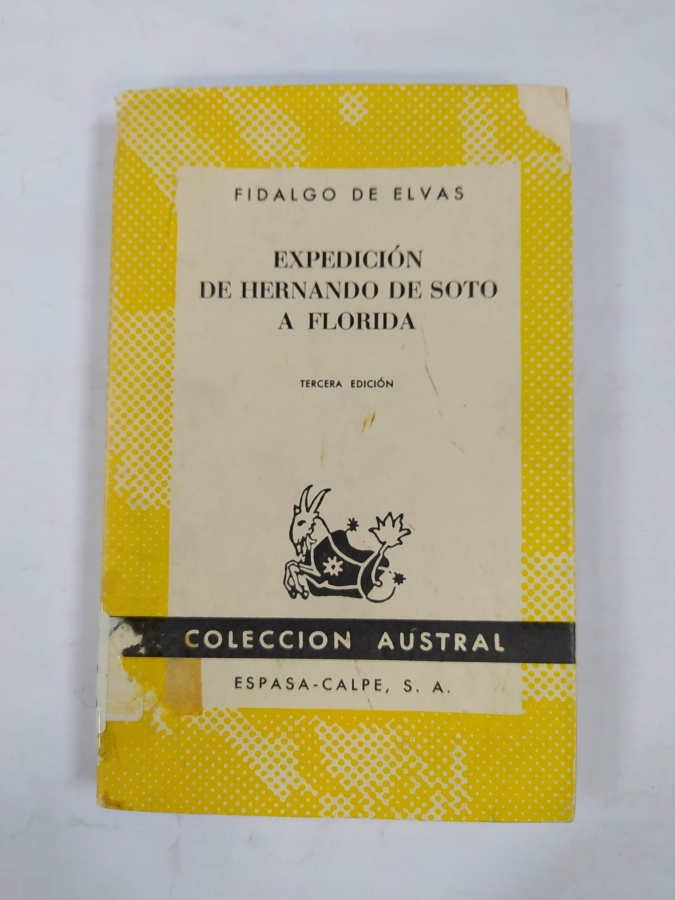 FIDALGO DE ELVAS
EXPEDICIÓN
DE HERNANDO DE SOTO
A FLORIDA
TERCERA EDICIÓN
COLECCION AUSTRAL
ESPASA-CALPE, S. A.